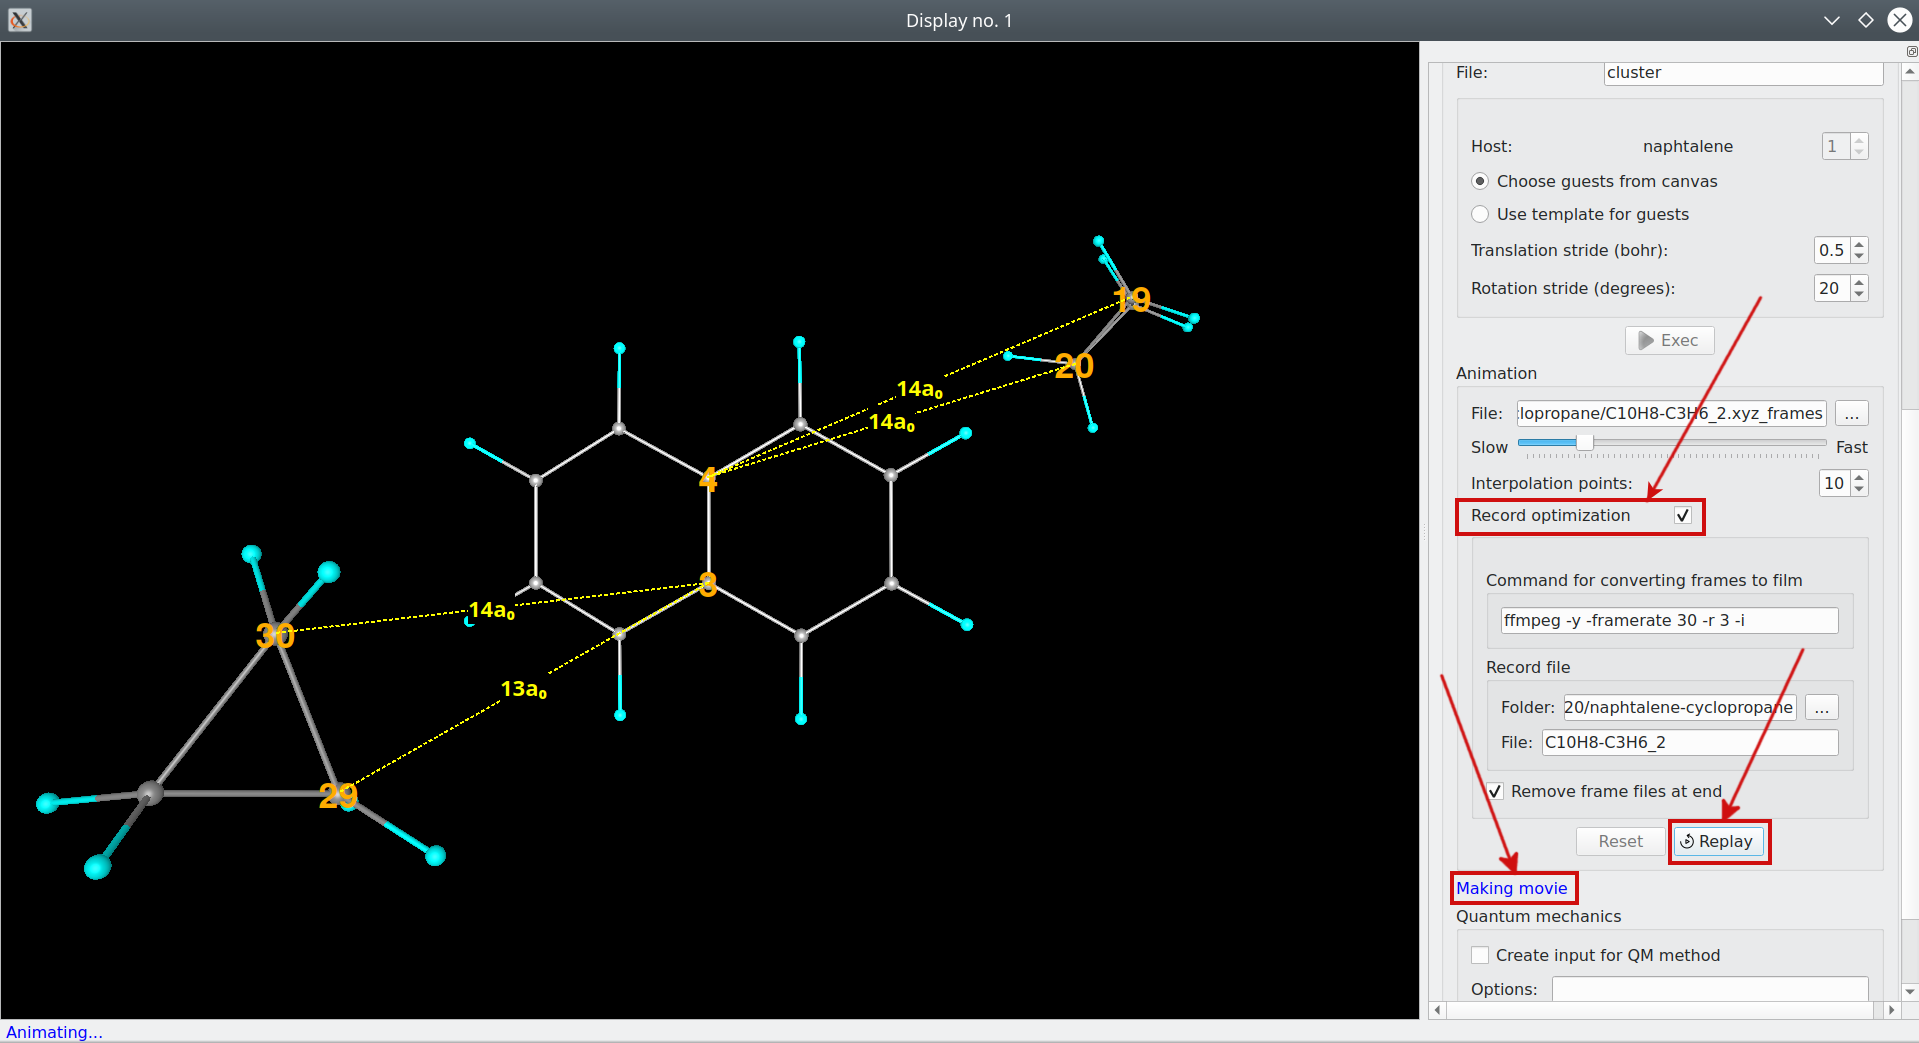 Display no. 1
File: cluster
Host: naphtalene 1
Choose guests from canvas
Use template for guests
Translation stride (bohr): 0.5
Rotation stride (degrees): 20
Exec
Animation
File: lopropane/C10H8-C3H6_2.xyz_frames ...
Slow Fast
Interpolation points: 10
Record optimization
Command for converting frames to film
ffmpeg -y -framerate 30 -r 3 -i
Record file
Folder: 20/naphtalene-cyclopropane ...
File: C10H8-C3H6_2
Remove frame files at end
Reset Replay
Making movie
Quantum mechanics
Create input for QM method
Options:
19
20
14a₀
14a₀
4
3
14a₀
30
13a₀
29
Animating...